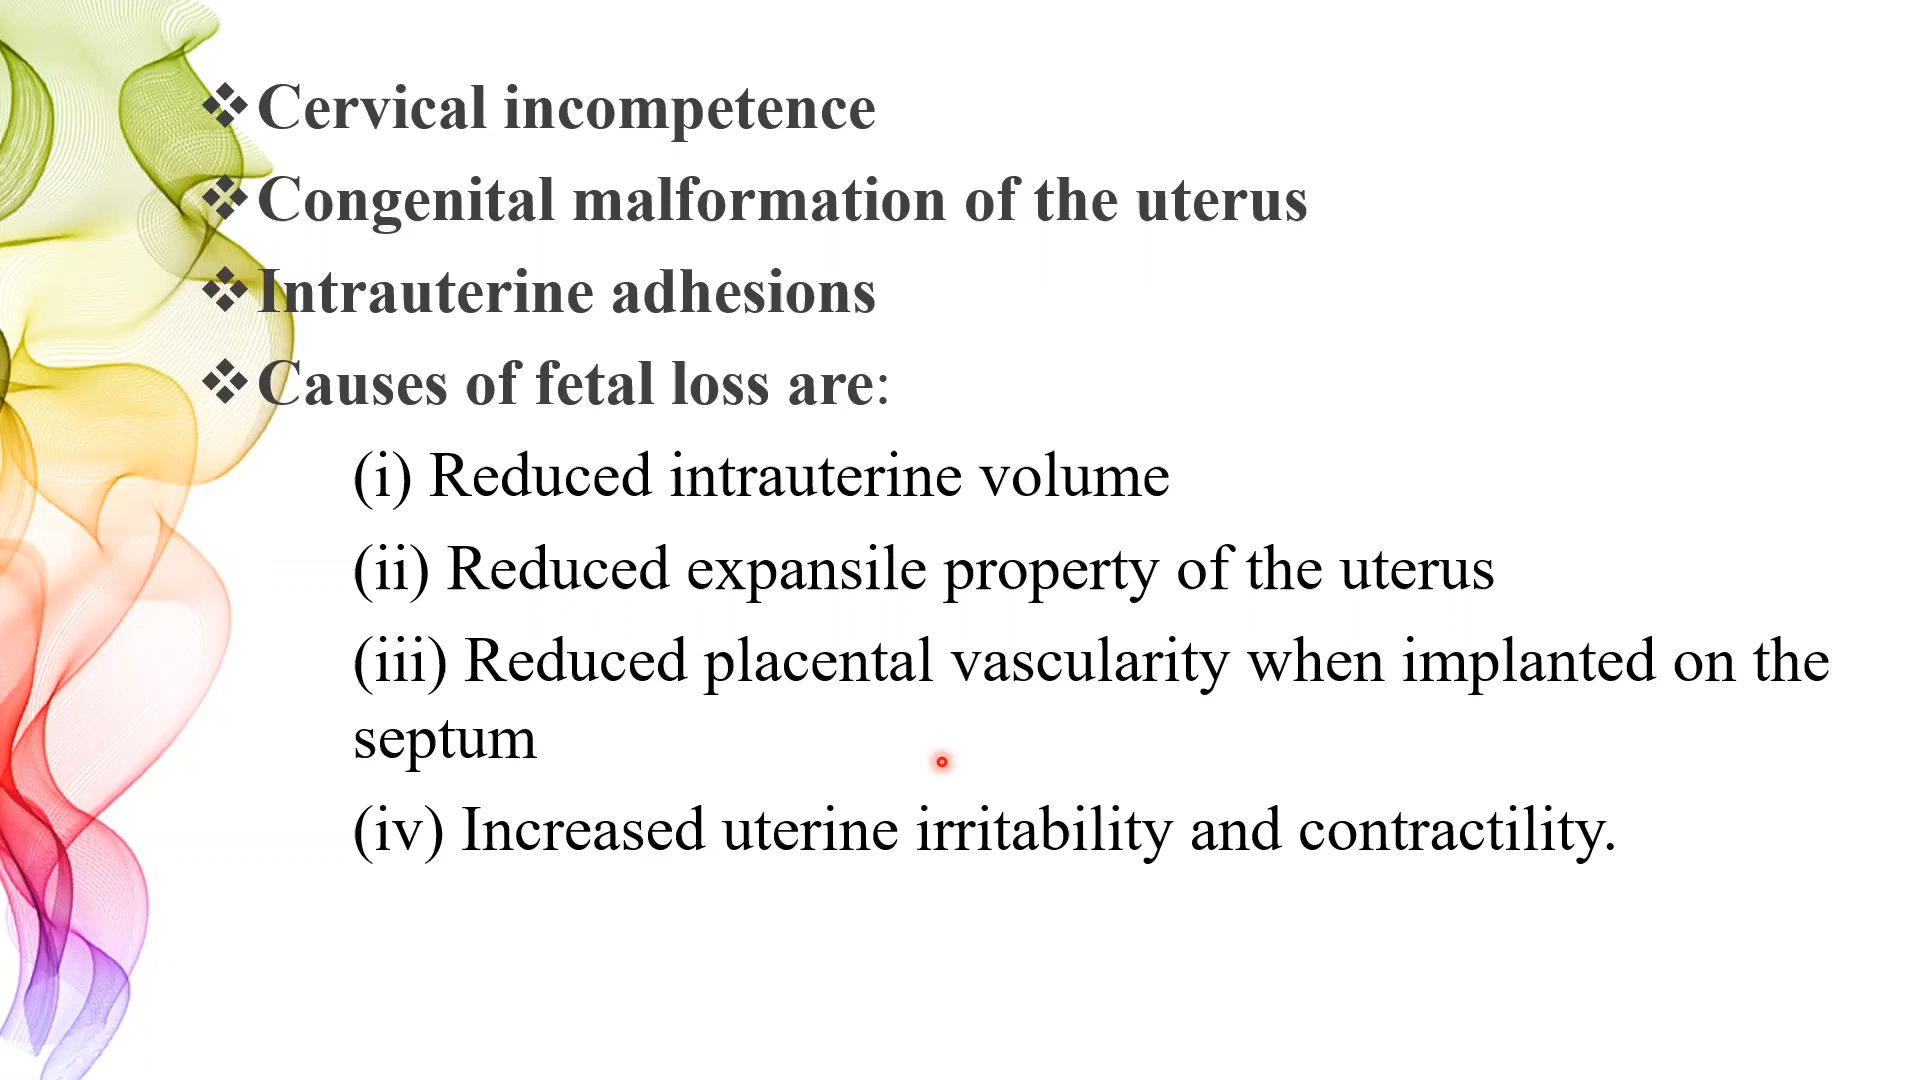 ❖Cervical incompetence
❖Congenital malformation of the uterus
❖Intrauterine adhesions
❖Causes of fetal loss are:
(i) Reduced intrauterine volume
(ii) Reduced expansile property of the uterus
(iii) Reduced placental vascularity when implanted on the
septum
(iv) Increased uterine irritability and contractility.